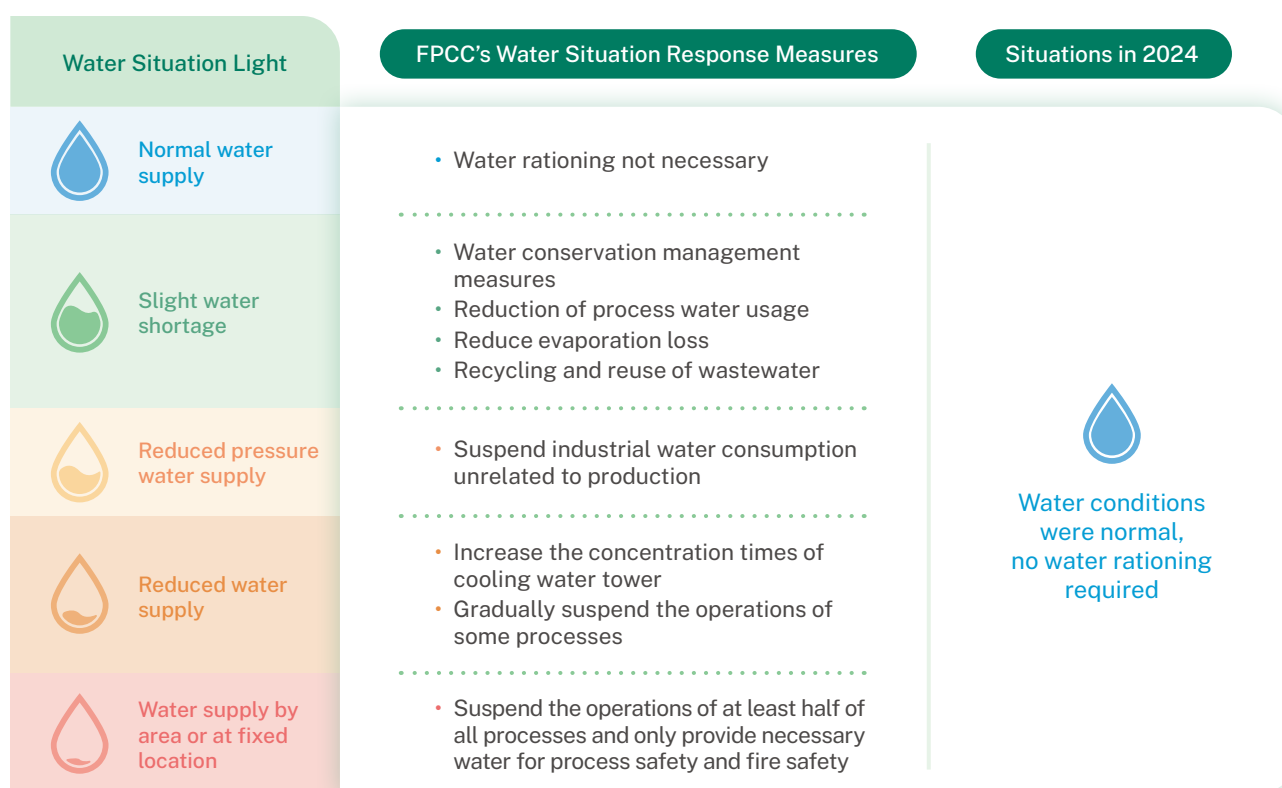 Water Situation Light
FPCC's Water Situation Response Measures
Situations in 2024
Normal water
supply
• Water rationing not necessary
Slight water
shortage
• Water conservation management
measures
• Reduction of process water usage
• Reduce evaporation loss
• Recycling and reuse of wastewater
Reduced pressure
water supply
• Suspend industrial water consumption
unrelated to production
Reduced water
supply
• Increase the concentration times of
cooling water tower
• Gradually suspend the operations of
some processes
Water supply by
area or at fixed
location
• Suspend the operations of at least half of
all processes and only provide necessary
water for process safety and fire safety
Water conditions
were normal,
no water rationing
required